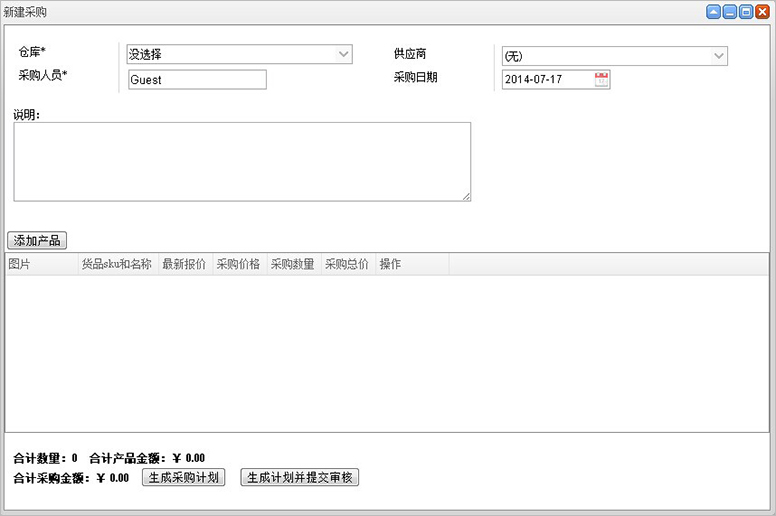 新建采购
仓库* 没选择 供应商 (无)
采购人员* Guest 采购日期 2014-07-17
说明：
添加产品
图片 货品sku和名称 最新报价 采购价格 采购数量 采购总价 操作
合计数量：0 合计产品金额：￥ 0.00
合计采购金额：￥ 0.00 生成采购计划 生成计划并提交审核